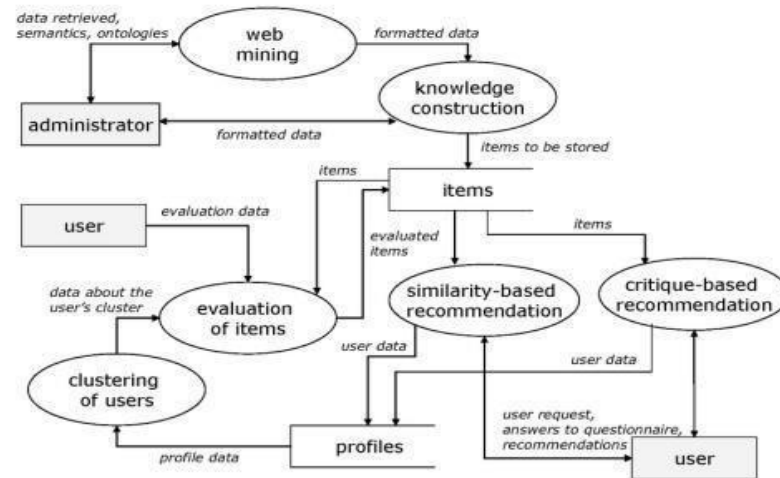 data retrieved,
semantics, ontologies
web
mining
formatted data
knowledge
construction
administrator
formatted data
items to be stored
items
items
user
evaluation data
evaluated
items
items
data about the
user's cluster
evaluation
of items
similarity-based
recommendation
critique-based
recommendation
user data
user data
clustering
of users
user request,
answers to questionnaire,
recommendations
profile data
profiles
user